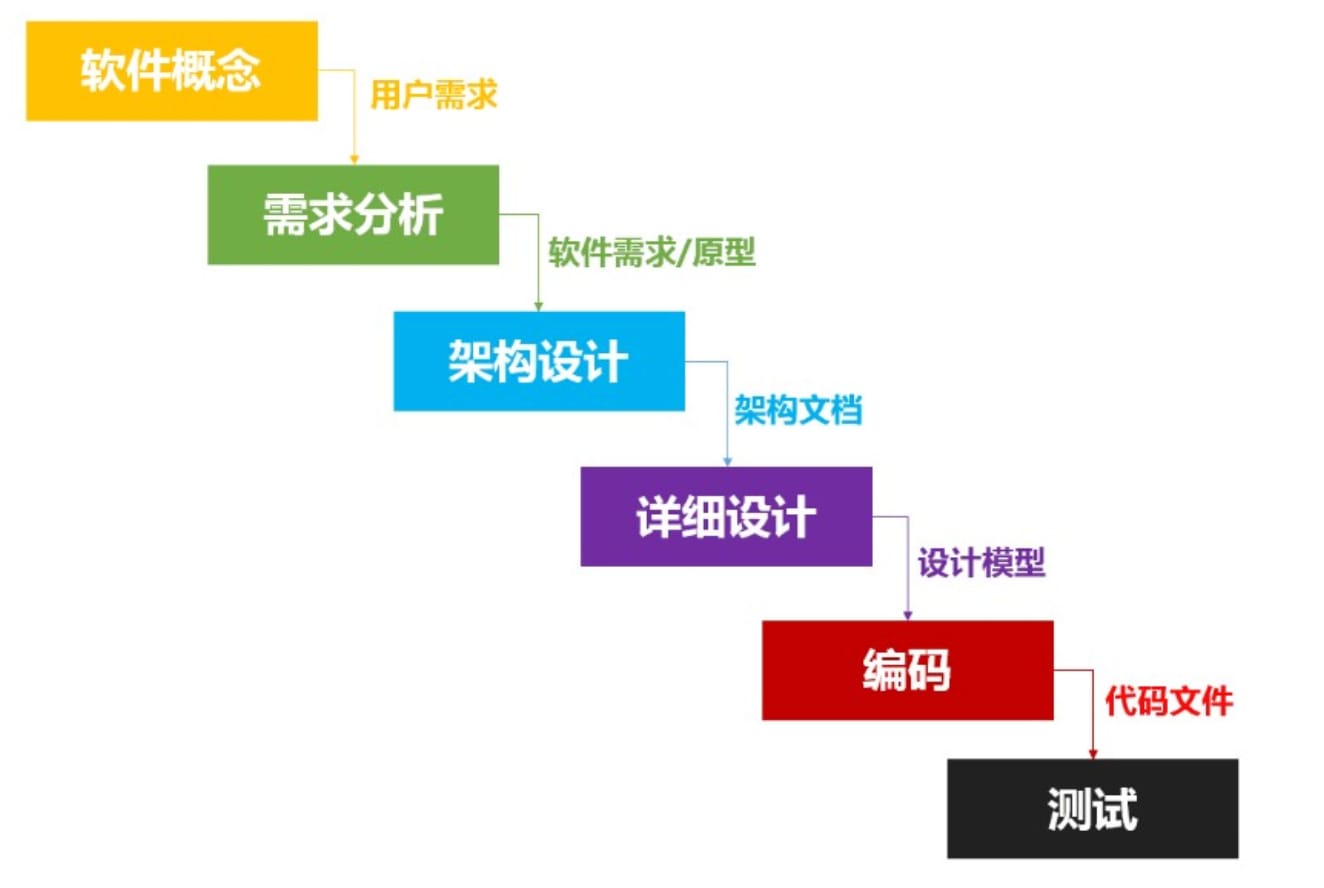 软件概念
用户需求
需求分析
软件需求/原型
架构设计
架构文档
详细设计
设计模型
编码
代码文件
测试